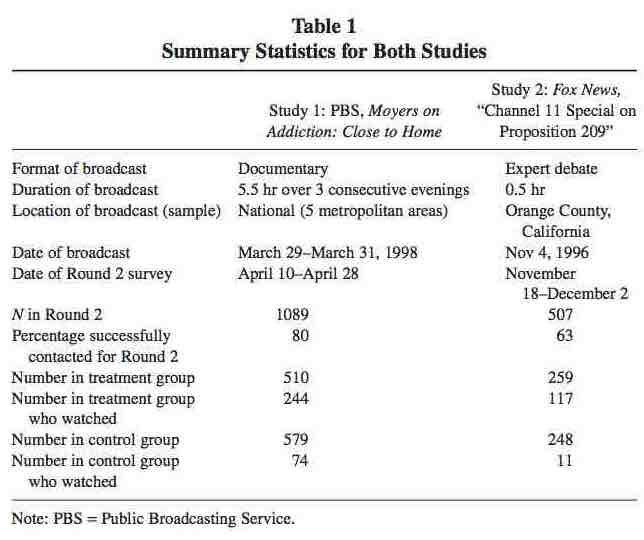 Table 1
Summary Statistics for Both Studies
Study 1: PBS, Moyers on Addiction: Close to Home
Study 2: Fox News, “Channel 11 Special on Proposition 209”
Format of broadcast Documentary Expert debate
Duration of broadcast 5.5 hr over 3 consecutive evenings 0.5 hr
Location of broadcast (sample) National (5 metropolitan areas) Orange County,
California
Date of broadcast March 29–March 31, 1998 Nov 4, 1996
Date of Round 2 survey April 10–April 28 November
18–December 2
N in Round 2 1089 507
Percentage successfully 80 63
contacted for Round 2
Number in treatment group 510 259
Number in treatment group 244 117
who watched
Number in control group 579 248
Number in control group 74 11
who watched
Note: PBS = Public Broadcasting Service.